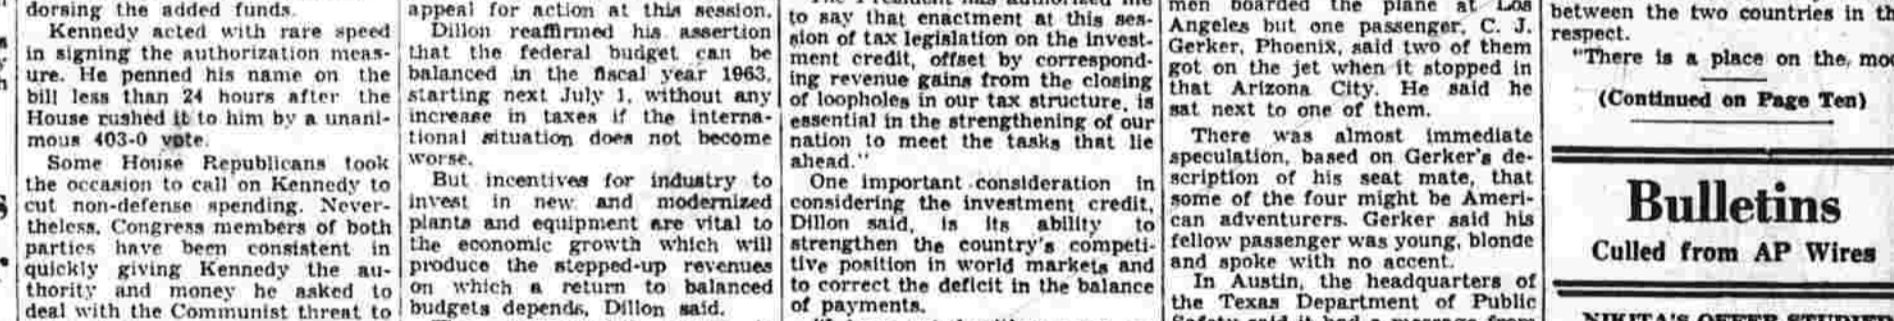 dorsing the added funds.
Kennedy acted with rare speed
in signing the authorization meas-
ure. He penned his name on the
bill less than 24 hours after the
House rushed it to him by a unani-
mous 403-0 vote.
Some House Republicans took
the occasion to call on Kennedy to
cut non-defense spending. Never-
theless, Congress members of both
parties have been consistent in
quickly giving Kennedy the au-
thority and money he asked to
deal with the Communist threat to
appeal for action at this session.
Dillon reaffirmed his assertion
that the federal budget can be
balanced in the fiscal year 1963,
starting next July 1, without any
increase in taxes if the interna-
tional situation does not become
worse.
But incentives for industry to
invest in new and modernized
plants and equipment are vital to
the economic growth which will
produce the stepped-up revenues
on which a return to balanced
budgets depends, Dillon said.
The President has authorized me
to say that enactment at this ses-
sion of tax legislation on the invest-
ment credit, offset by correspond-
ing revenue gains from the closing
of loopholes in our tax structure, is
essential in the strengthening of our
nation to meet the tasks that lie
ahead."
One important consideration in
considering the investment credit,
Dillon said, is its ability to
strengthen the country's competi-
tive position in world markets and
to correct the deficit in the balance
of payments.
men boarded the plane at Los
Angeles but one passenger, C. J.
Gerker, Phoenix, said two of them
got on the jet when it stopped in
that Arizona City. He said he
sat next to one of them.
There was almost immediate
speculation, based on Gerker's de-
scription of his seat mate, that
some of the four might be Ameri-
can adventurers. Gerker said his
fellow passenger was young, blonde
and spoke with no accent.
In Austin, the headquarters of
the Texas Department of Public
Safety said it had a message from
between the two countries in th
respect.
"There is a place on the, moo
(Continued on Page Ten)
Bulletins
Culled from AP Wires
NIKITA'S OFFER STUDIED